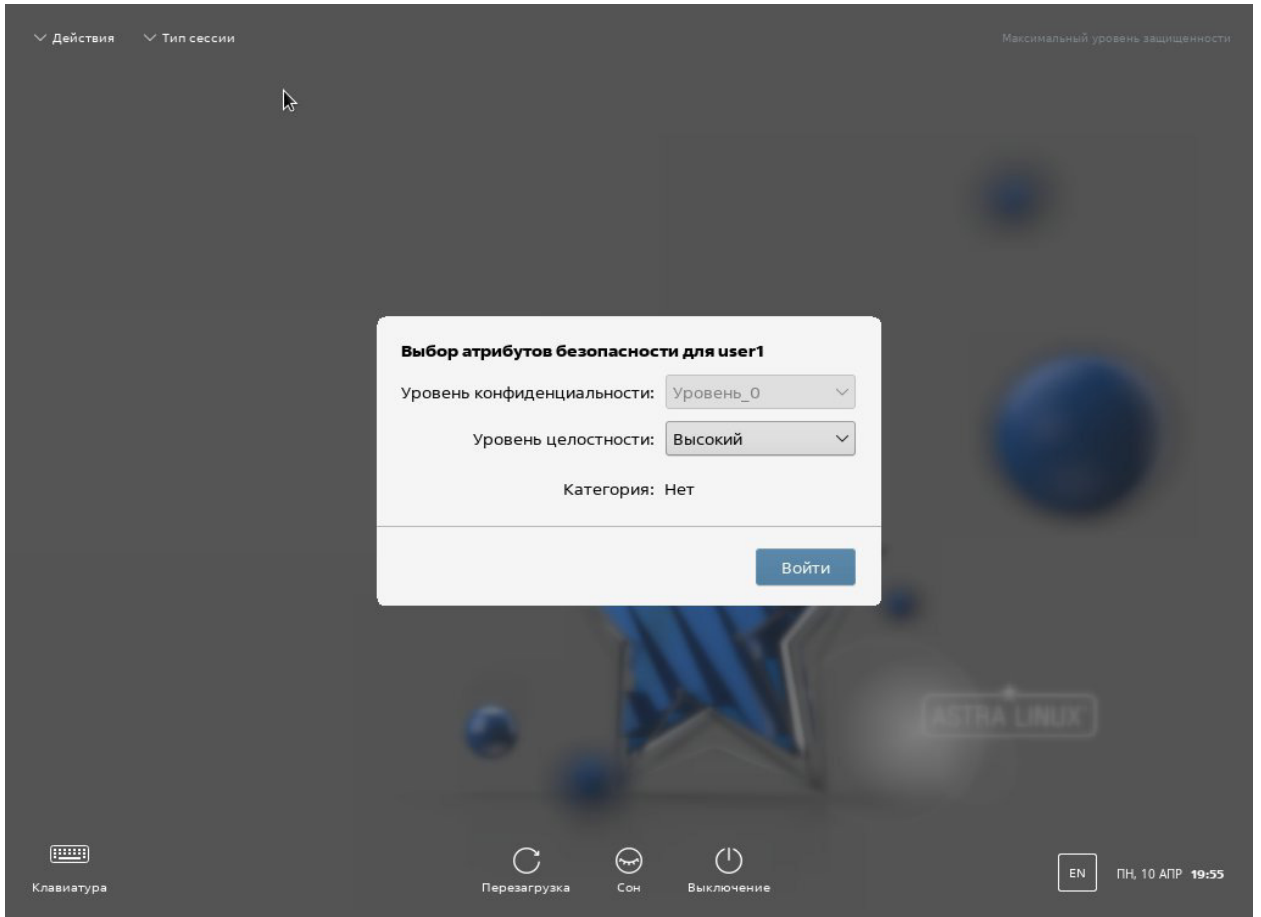 Действия Тип сессии Максимальный уровень защищенности
Выбор атрибутов безопасности для user1
Уровень конфиденциальности: Уровень_0
Уровень целостности: Высокий
Категория: Нет
Войти
ASTRA LINUX
Клавиатура Перезагрузка Сон Выключение EN ПН, 10 АПР 19:55